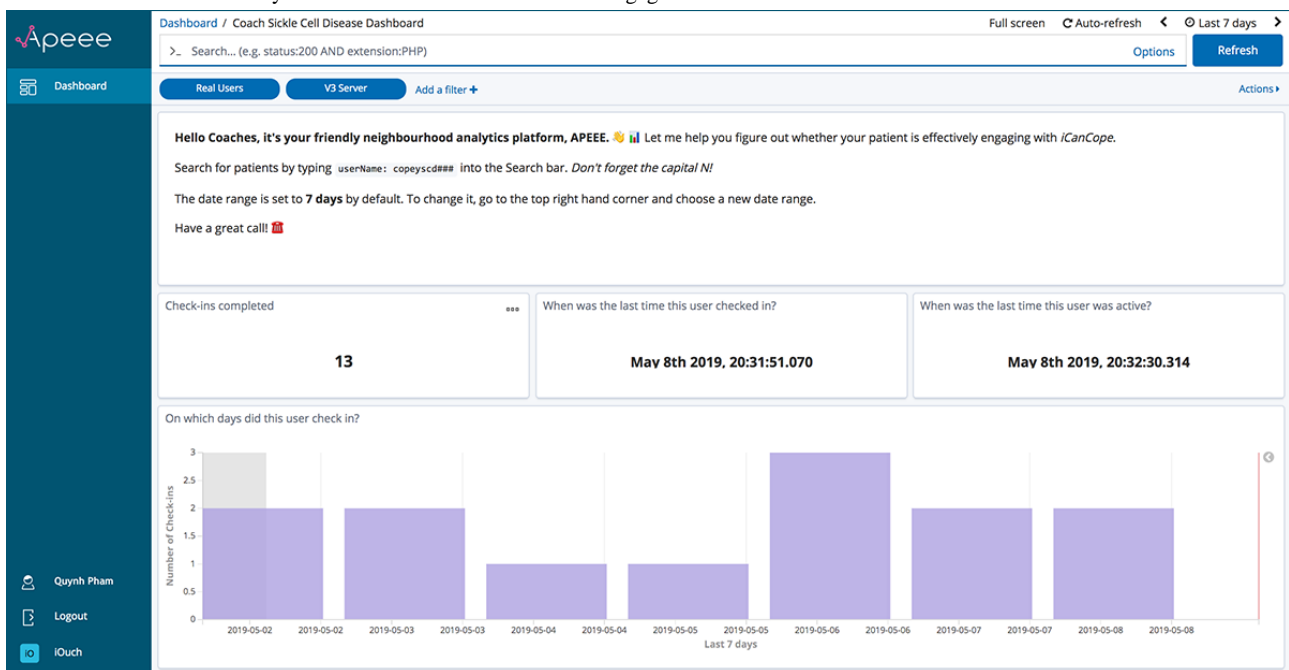 Apeee
Dashboard
Quynh Pham
Logout
iO iOuch
Dashboard / Coach Sickle Cell Disease Dashboard
Full screen Auto-refresh Last 7 days
>_ Search... (e.g. status:200 AND extension:PHP) Options Refresh
Real Users V3 Server Add a filter + Actions
Hello Coaches, it's your friendly neighbourhood analytics platform, APEEE. 👋 📊 Let me help you figure out whether your patient is effectively engaging with iCanCope.
Search for patients by typing userName: copeyscd### into the Search bar. Don't forget the capital N!
The date range is set to 7 days by default. To change it, go to the top right hand corner and choose a new date range.
Have a great call! ☎
Check-ins completed
13
When was the last time this user checked in?
May 8th 2019, 20:31:51.070
When was the last time this user was active?
May 8th 2019, 20:32:30.314
On which days did this user check in?
Number of Check-ins
3
2.5
2
1.5
1
0.5
0
2019-05-02 2019-05-02 2019-05-03 2019-05-03 2019-05-04 2019-05-04 2019-05-05 2019-05-05 2019-05-06 2019-05-06 2019-05-07 2019-05-07 2019-05-08 2019-05-08
Last 7 days